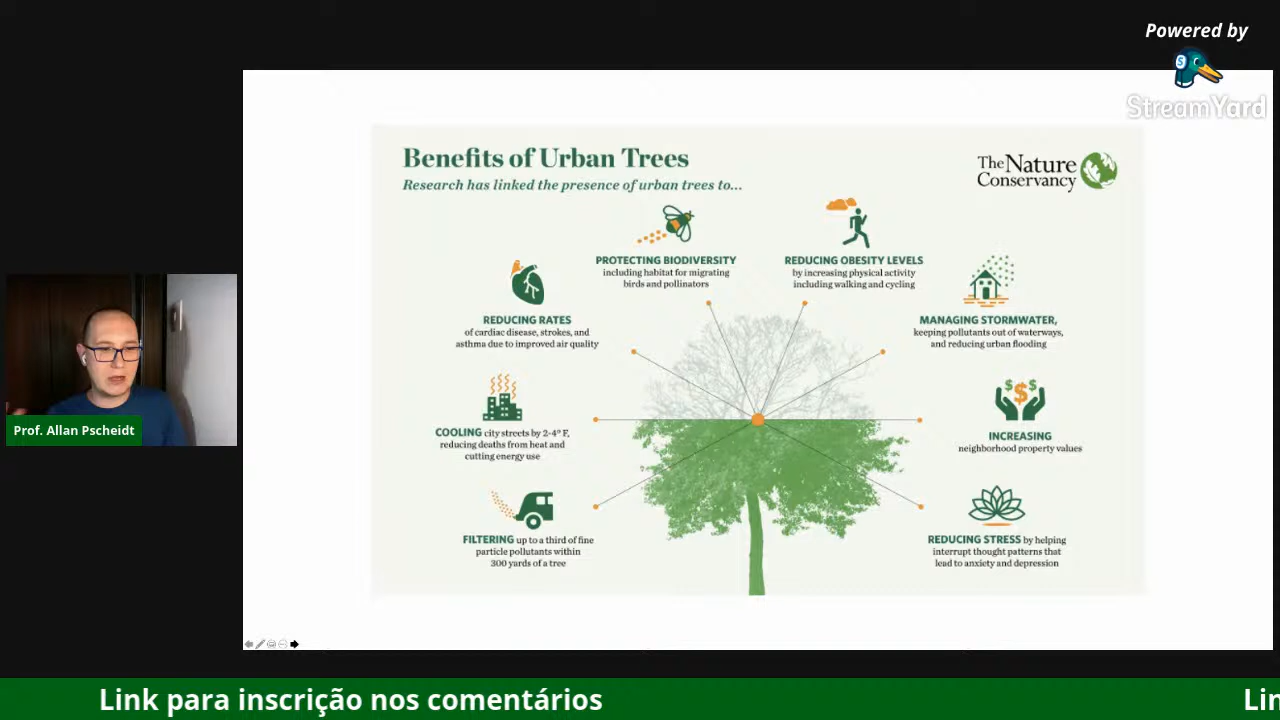 Powered by
StreamYard
Benefits of Urban Trees
Research has linked the presence of urban trees to...
The Nature
Conservancy
PROTECTING BIODIVERSITY
including habitat for migrating
birds and pollinators
REDUCING OBESITY LEVELS
by increasing physical activity
including walking and cycling
REDUCING RATES
of cardiac disease, strokes, and
asthma due to improved air quality
MANAGING STORMWATER,
keeping pollutants out of waterways,
and reducing urban flooding
COOLING city streets by 2-4° F,
reducing deaths from heat and
cutting energy use
INCREASING
neighborhood property values
FILTERING up to a third of fine
particle pollutants within
300 yards of a tree
REDUCING STRESS by helping
interrupt thought patterns that
lead to anxiety and depression
Prof. Allan Pscheidt
Link para inscrição nos comentários
Lin